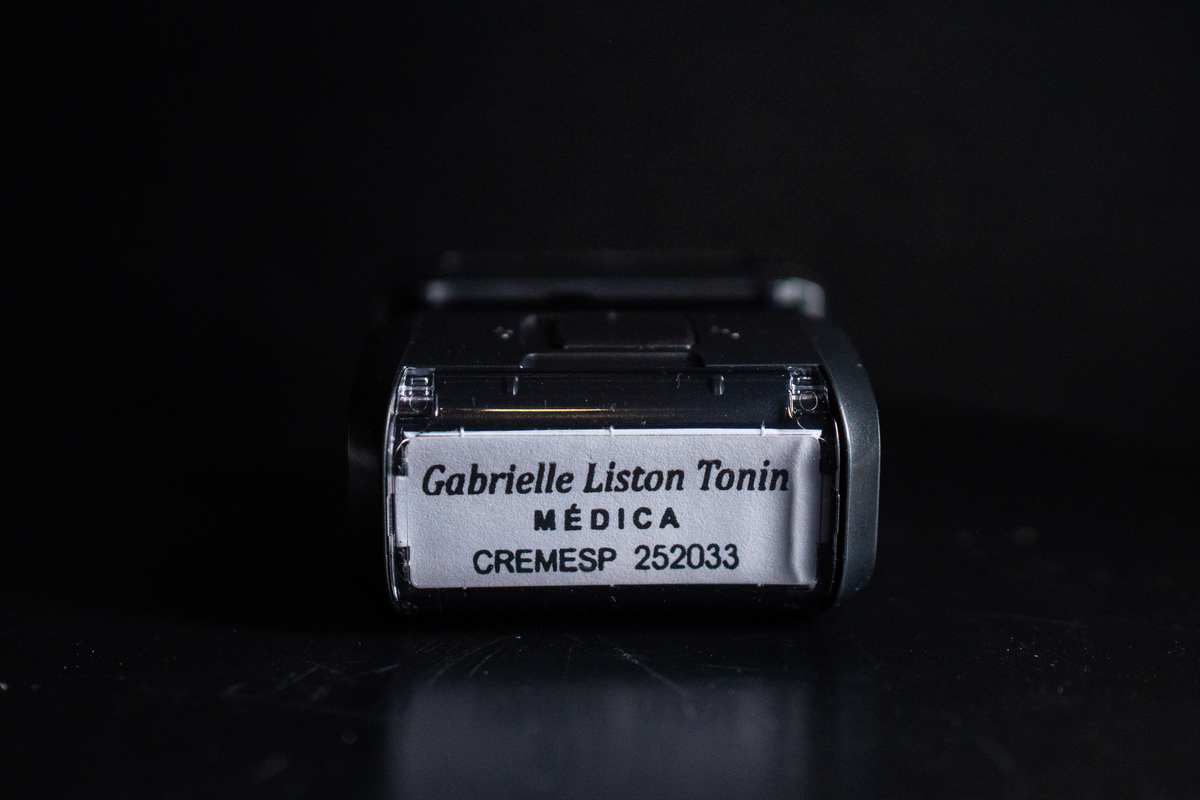 Gabrielle Liston Tonin
MÉDICA
CREMESP 252033